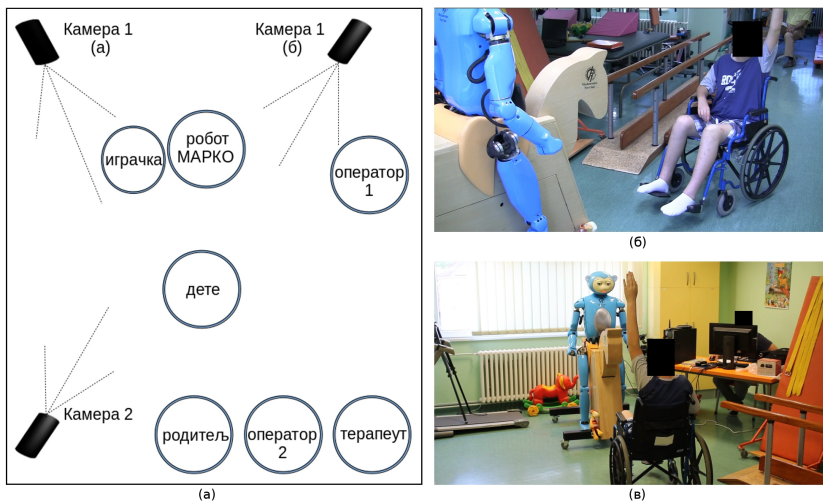 Камера 1
(а)
Камера 1
(б)
играчка
робот
МАРКО
оператор
1
дете
Камера 2
родитељ
оператор
2
терапеут
(а)
(б)
(в)